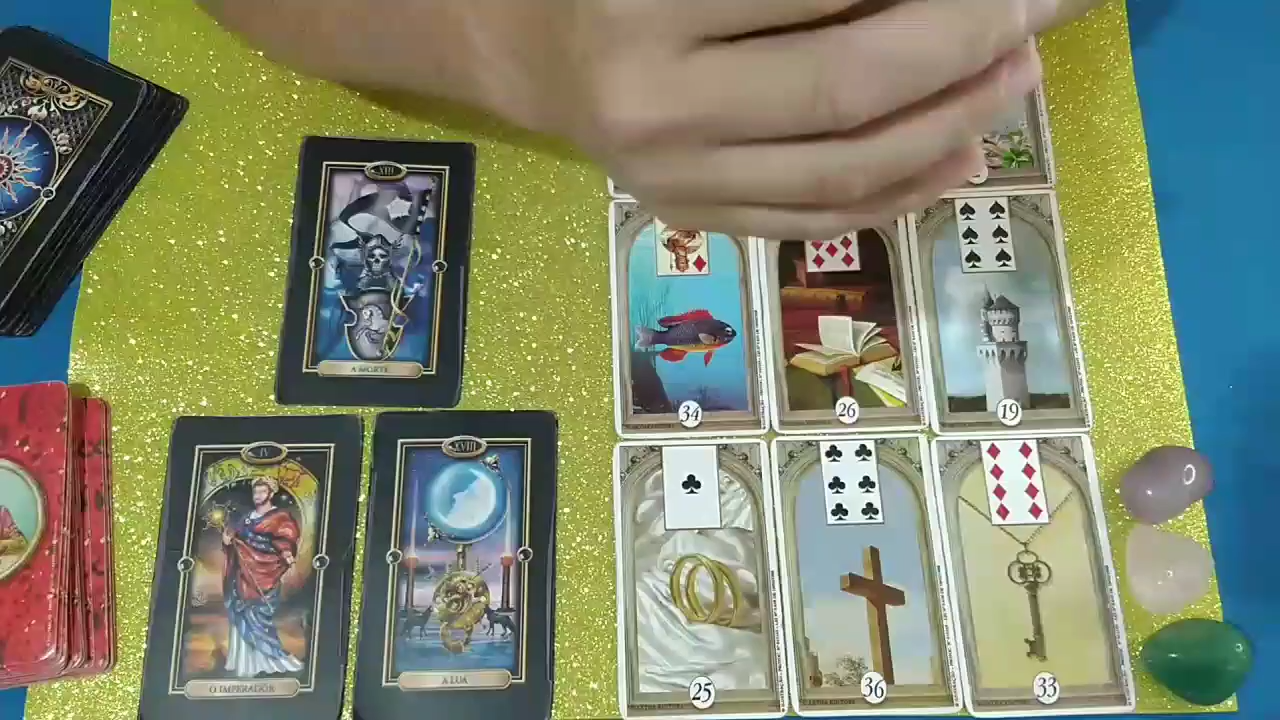 XIII
A MORTE
34
26
19
IV
O IMPERADOR
XVIII
A LUA
25
36
33